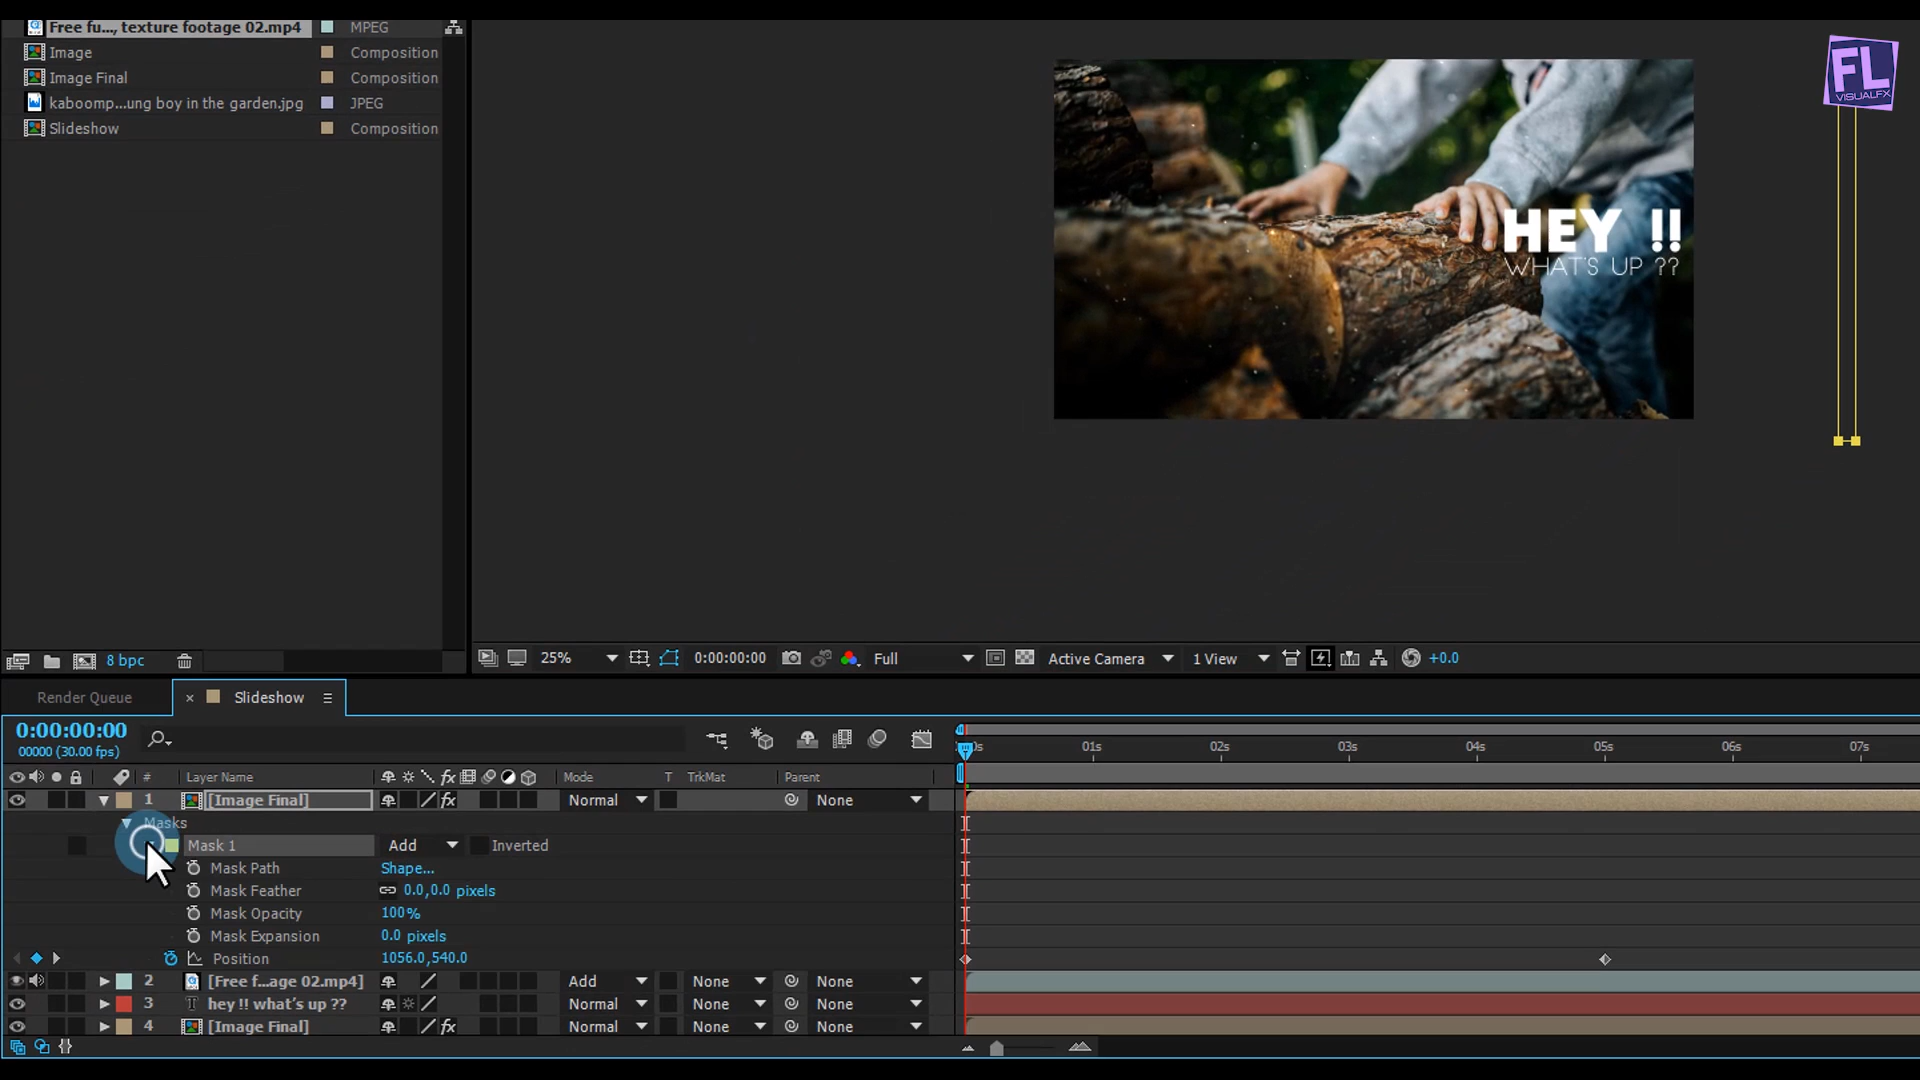 Free fu..., texture footage 02.mp4 MPEG
Image Composition
Image Final Composition
kaboomp...ung boy in the garden.jpg JPEG
Slideshow Composition
FL
VISUALFX
HEY !!
WHAT'S UP ??
8 bpc
25% 0:00:00:00 Full Active Camera 1 View +0.0
Render Queue × Slideshow
0:00:00:00
00000 (30.00 fps)
01s 02s 03s 04s 05s 06s 07s
# Layer Name fx Mode T TrkMat Parent
1 [Image Final] fx Normal None
Masks
Mask 1 Add Inverted
Mask Path Shape...
Mask Feather 0.0,0.0 pixels
Mask Opacity 100%
Mask Expansion 0.0 pixels
Position 1056.0,540.0
2 [Free f...age 02.mp4] Add None None
3 T hey !! what's up ?? Normal None None
4 [Image Final] fx Normal None None